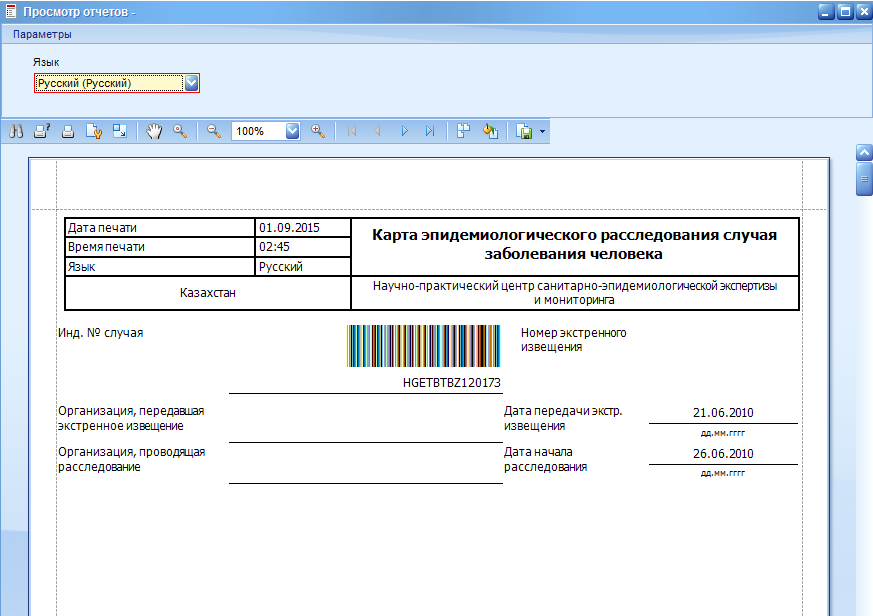 Просмотр отчетов -
Параметры
Язык
Русский (Русский)
100%
Дата печати
01.09.2015
Время печати
02:45
Язык
Русский
Карта эпидемиологического расследования случая
заболевания человека
Казахстан
Научно-практический центр санитарно-эпидемиологической экспертизы
и мониторинга
Инд. № случая
HGETBTBZ120173
Номер экстренного
извещения
Организация, передавшая
экстренное извещение
Дата передачи экстр.
извещения
21.06.2010
дд.мм.гггг
Организация, проводящая
расследование
Дата начала
расследования
26.06.2010
дд.мм.гггг